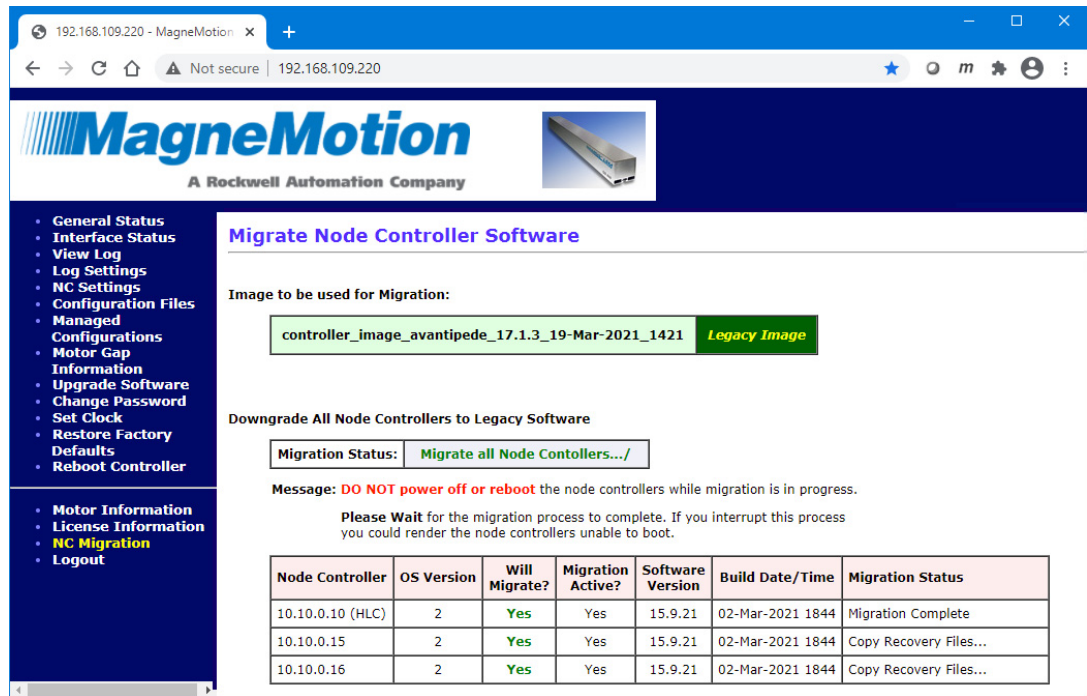 192.168.109.220 - MagneMotion
Not secure | 192.168.109.220
m
MagneMotion
A Rockwell Automation Company
General Status
Interface Status
View Log
Log Settings
NC Settings
Configuration Files
Managed
Configurations
Motor Gap
Information
Upgrade Software
Change Password
Set Clock
Restore Factory
Defaults
Reboot Controller
Motor Information
License Information
NC Migration
Logout
Migrate Node Controller Software
Image to be used for Migration:
controller_image_avantipede_17.1.3_19-Mar-2021_1421 Legacy Image
Downgrade All Node Controllers to Legacy Software
Migration Status: Migrate all Node Contollers.../
Message: DO NOT power off or reboot the node controllers while migration is in progress.
Please Wait for the migration process to complete. If you interrupt this process
you could render the node controllers unable to boot.
Node Controller OS Version Will Migrate? Migration Active? Software Version Build Date/Time Migration Status
10.10.0.10 (HLC) 2 Yes Yes 15.9.21 02-Mar-2021 1844 Migration Complete
10.10.0.15 2 Yes Yes 15.9.21 02-Mar-2021 1844 Copy Recovery Files...
10.10.0.16 2 Yes Yes 15.9.21 02-Mar-2021 1844 Copy Recovery Files...